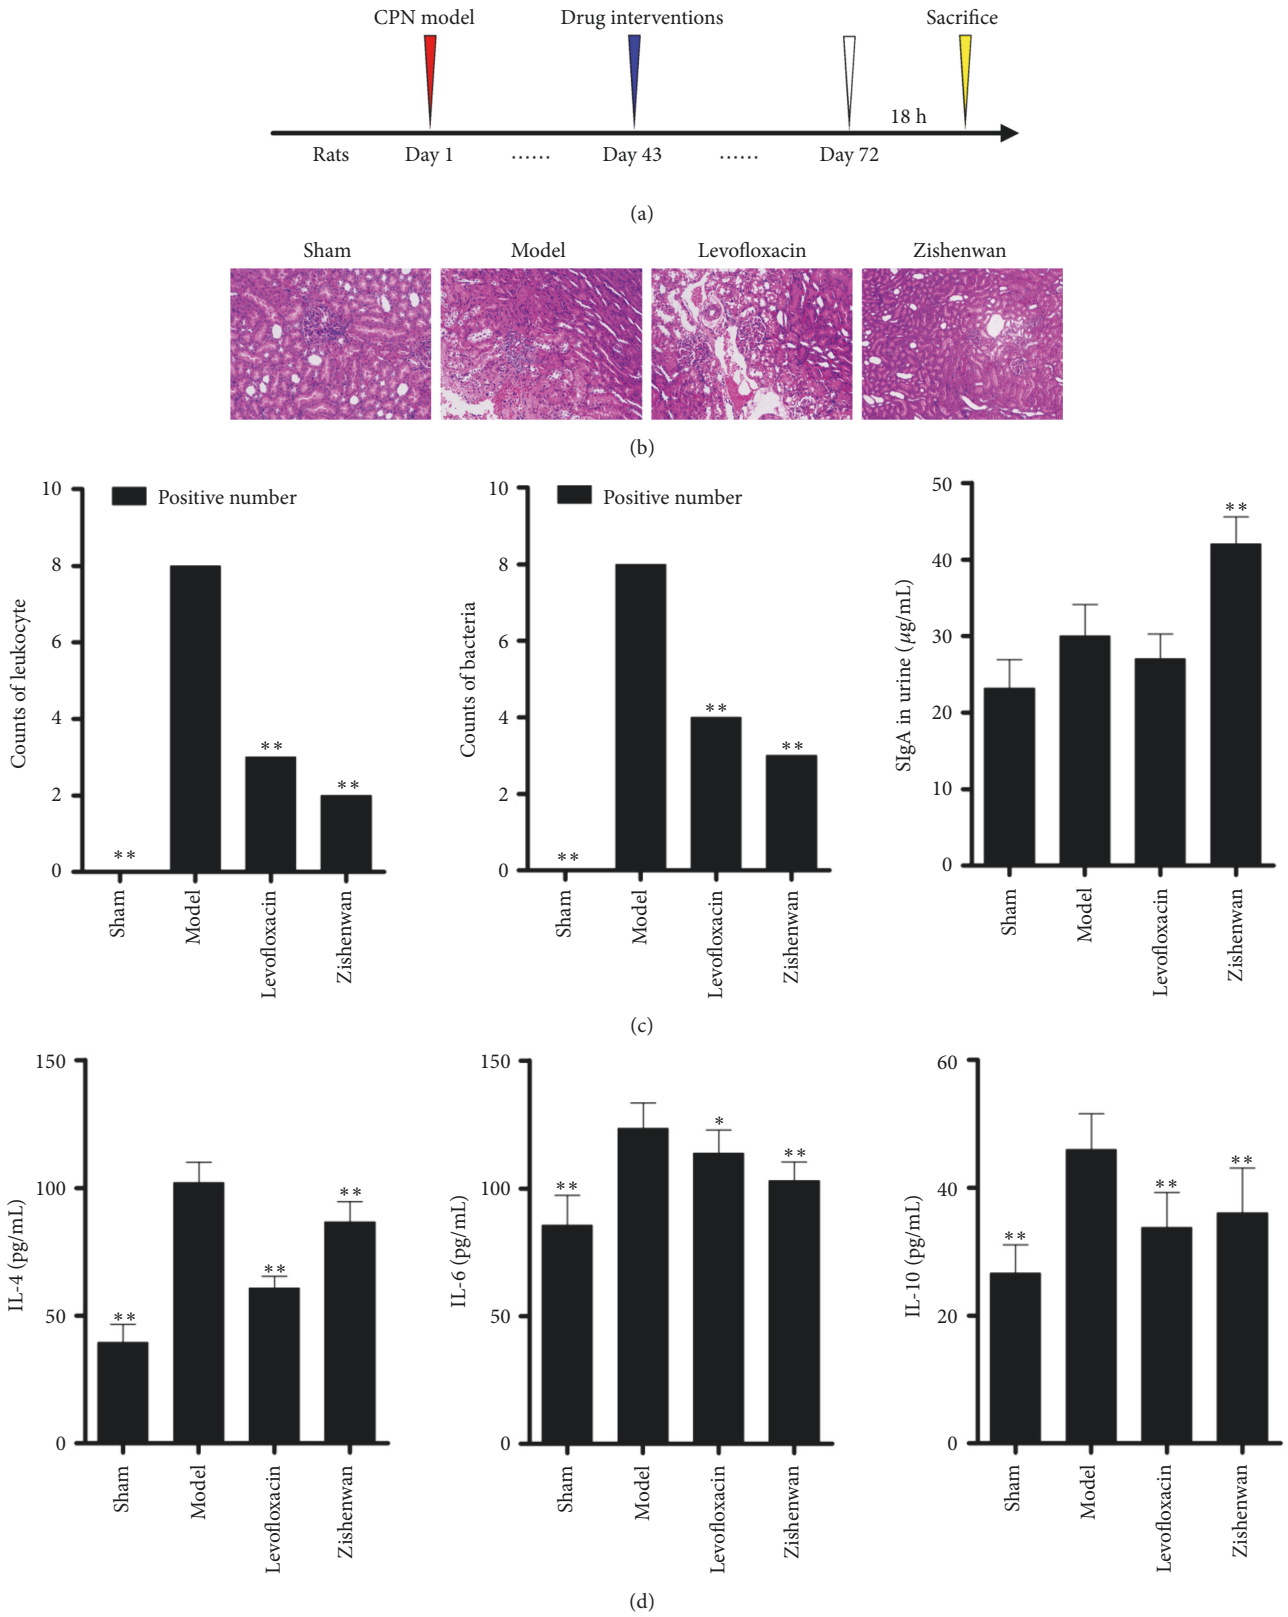 CPN model Drug interventions Sacrifice
18 h
Rats Day 1 ...... Day 43 ...... Day 72
(a)
Sham Model Levofloxacin Zishenwan
(b)
Counts of leukocyte
10
8
6
4
2
0
Positive number
**
**
**
Sham
Model
Levofloxacin
Zishenwan
Counts of bacteria
10
8
6
4
2
0
Positive number
**
**
**
Sham
Model
Levofloxacin
Zishenwan
SIgA in urine (μg/mL)
50
40
30
20
10
0
**
Sham
Model
Levofloxacin
Zishenwan
(c)
IL-4 (pg/mL)
150
100
50
0
**
**
**
Sham
Model
Levofloxacin
Zishenwan
IL-6 (pg/mL)
150
100
50
0
**
*
**
Sham
Model
Levofloxacin
Zishenwan
IL-10 (pg/mL)
60
40
20
0
**
**
**
Sham
Model
Levofloxacin
Zishenwan
(d)